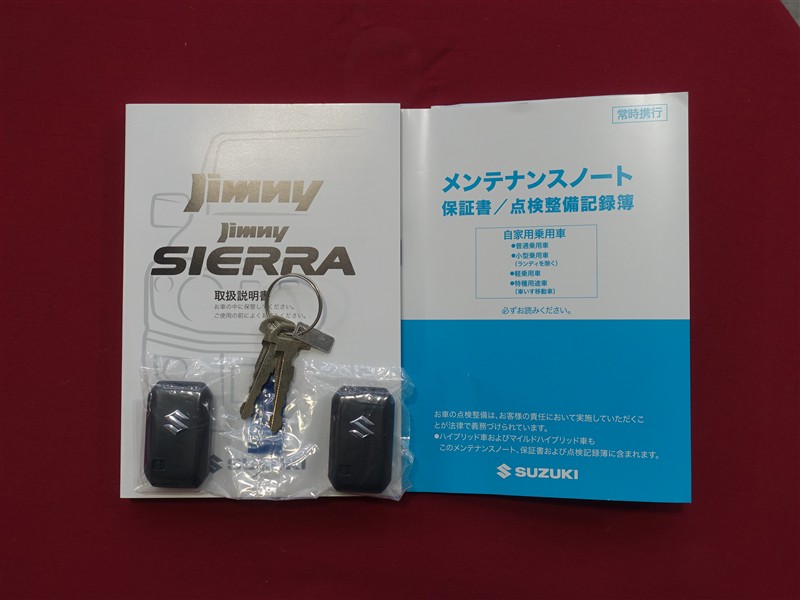 Jimny
Jimny
SIERRA
取扱説明書
お車の中に保管してください。
ご使用の前によくお読みください。
SUZUKI
常時携行
メンテナンスノート
保証書／点検整備記録簿
自家用乗用車
●普通乗用車
●小型乗用車
(ランディを除く)
●軽乗用車
●特種用途車
(車いす移動車)
必ずお読みください。
お車の点検整備は、お客様の責任において実施していただくこ
とが法律で義務づけられています。
●ハイブリッド車およびマイルドハイブリッド車も
このメンテナンスノート、保証書および点検記録簿に含まれます。
SUZUKI